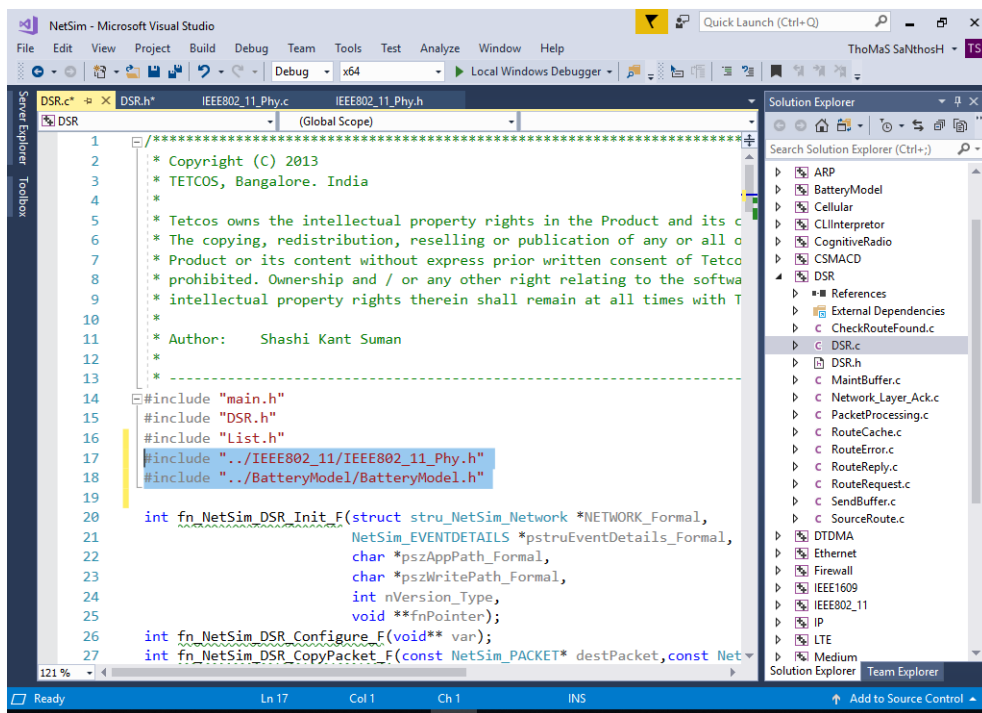 NetSim - Microsoft Visual Studio
Quick Launch (Ctrl+Q)
File Edit View Project Build Debug Team Tools Test Analyze Window Help
ThoMaS SaNthosH
TS
Debug x64 Local Windows Debugger
Server Explorer
Toolbox
DSR.c* DSR.h* IEEE802_11_Phy.c IEEE802_11_Phy.h
DSR (Global Scope)
1 /******************************************************************************
2 * Copyright (C) 2013
3 * TETCOS, Bangalore. India
4 *
5 * Tetcos owns the intellectual property rights in the Product and its c
6 * The copying, redistribution, reselling or publication of any or all o
7 * Product or its content without express prior written consent of Tetco
8 * prohibited. Ownership and / or any other right relating to the softwa
9 * intellectual property rights therein shall remain at all times with T
10 *
11 * Author: Shashi Kant Suman
12 *
13 * ---------------------------------------------------------------------
14 #include "main.h"
15 #include "DSR.h"
16 #include "List.h"
17 #include "../IEEE802_11/IEEE802_11_Phy.h"
18 #include "../BatteryModel/BatteryModel.h"
19
20 int fn_NetSim_DSR_Init_F(struct stru_NetSim_Network *NETWORK_Formal,
21 NetSim_EVENTDETAILS *pstruEventDetails_Formal,
22 char *pszAppPath_Formal,
23 char *pszWritePath_Formal,
24 int nVersion_Type,
25 void **fnPointer);
26 int fn_NetSim_DSR_Configure_F(void** var);
27 int fn_NetSim_DSR_CopyPacket_F(const NetSim_PACKET* destPacket,const Net
121 %
Solution Explorer
Search Solution Explorer (Ctrl+;)
ARP
BatteryModel
Cellular
CLIInterpretor
CognitiveRadio
CSMACD
DSR
References
External Dependencies
CheckRouteFound.c
DSR.c
DSR.h
MaintBuffer.c
Network_Layer_Ack.c
PacketProcessing.c
RouteCache.c
RouteError.c
RouteReply.c
RouteRequest.c
SendBuffer.c
SourceRoute.c
DTDMA
Ethernet
Firewall
IEEE1609
IEEE802_11
IP
LTE
Medium
Solution Explorer Team Explorer
Ready Ln 17 Col 1 Ch 1 INS Add to Source Control